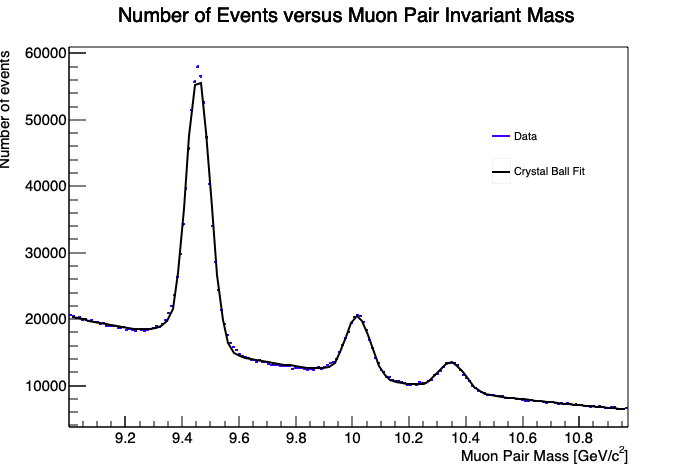 Number of Events versus Muon Pair Invariant Mass
Number of events
60000
50000
40000
30000
20000
10000
Data
Crystal Ball Fit
9.2 9.4 9.6 9.8 10 10.2 10.4 10.6 10.8
Muon Pair Mass [GeV/c²]